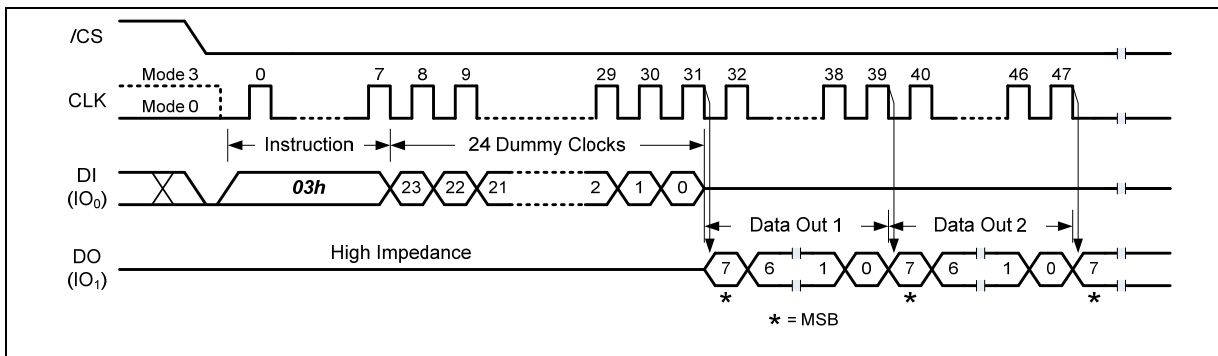 /CS
Mode 3 0 7 8 9 29 30 31 32 38 39 40 46 47
CLK
Mode 0
Instruction 24 Dummy Clocks
DI
(IO0)
03h 23 22 21 2 1 0
Data Out 1 Data Out 2
High Impedance
DO
(IO1)
7 6 1 0 7 6 1 0 7
* * *
* = MSB